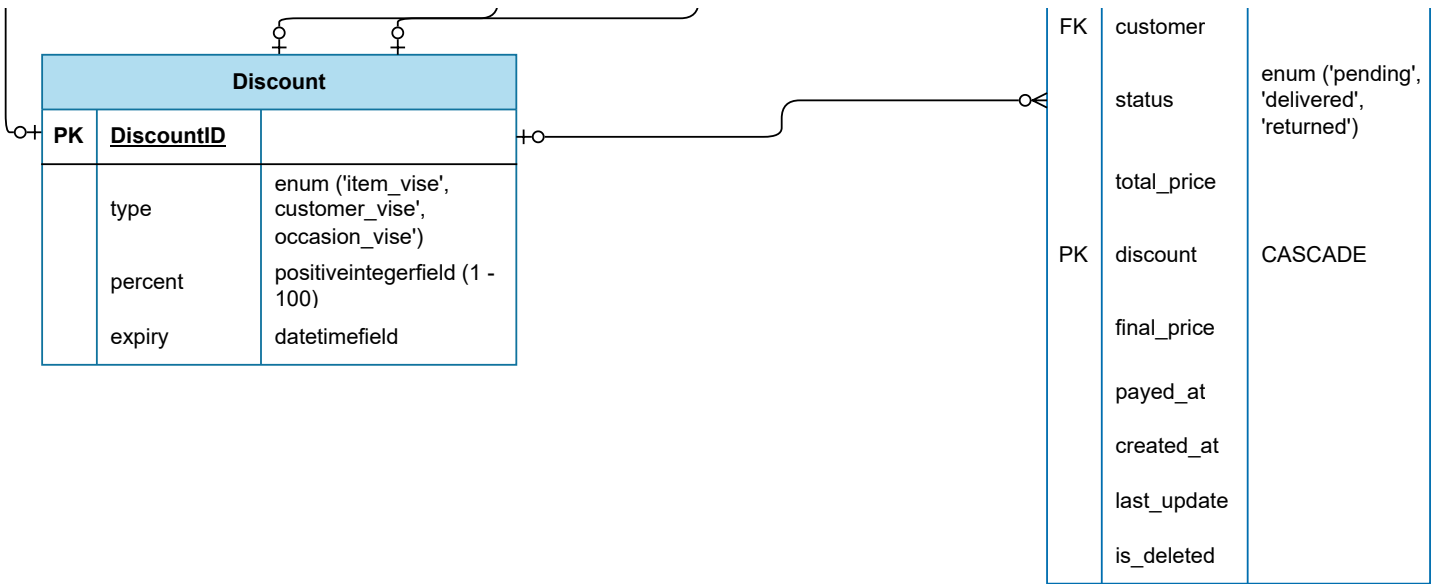 Discount
PK DiscountID
type
enum ('item_vise',
customer_vise',
occasion_vise')
percent
positiveintegerfield (1 -
100)
expiry
datetimefield
FK customer
status
enum ('pending',
'delivered',
'returned')
total_price
PK discount CASCADE
final_price
payed_at
created_at
last_update
is_deleted